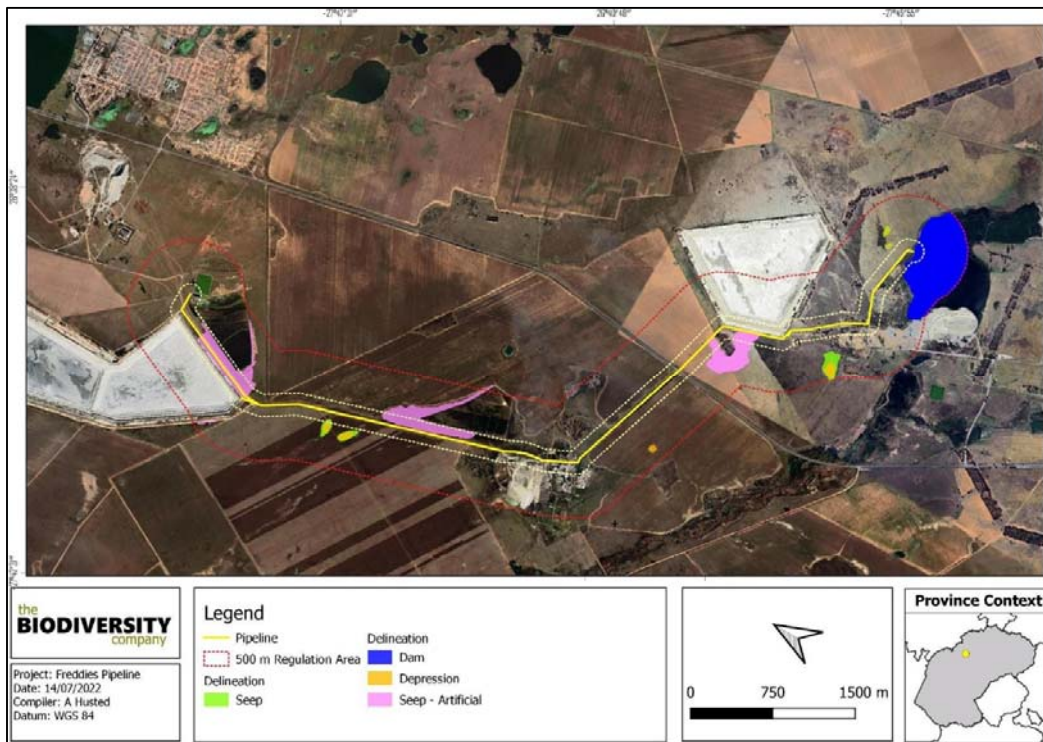 the
BIODIVERSITY
company
Project: Freddies Pipeline
Date: 14/07/2022
Compiler: A Husted
Datum: WGS 84
Legend
Pipeline
500 m Regulation Area
Delineation
Seep
Delineation
Dam
Depression
Seep - Artificial
0 750 1500 m
Province Context